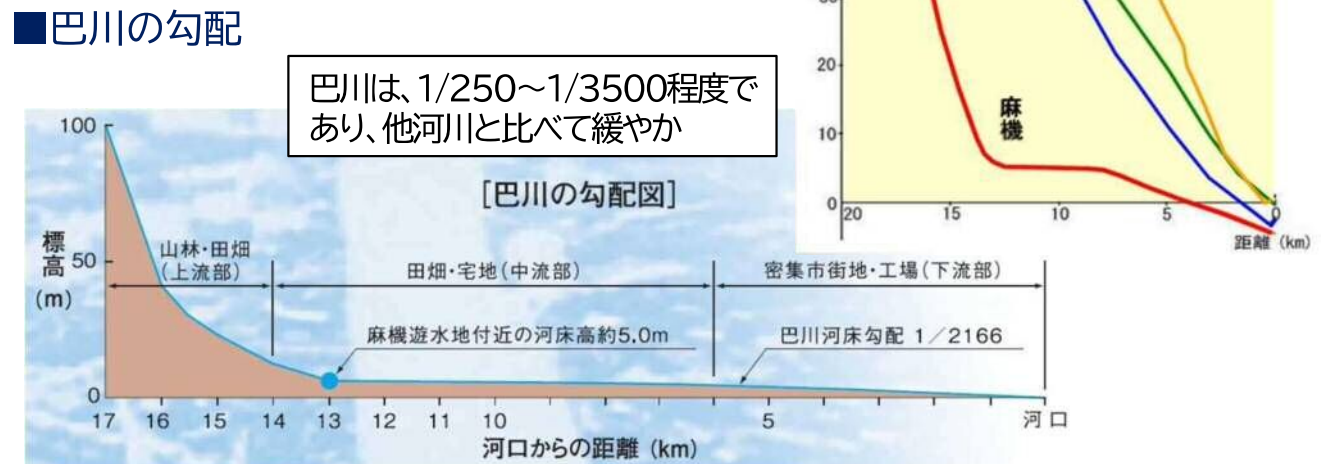 ■巴川の勾配
巴川は、1/250～1/3500程度で
あり、他河川と比べて緩やか
[巴川の勾配図]
100
50
0
標高
(m)
山林・田畑
(上流部)
田畑・宅地(中流部)
密集市街地・工場(下流部)
麻機遊水地付近の河床高約5.0m
巴川河床勾配 1/2166
17 16 15 14 13 12 11 10 5 河口
河口からの距離 (km)
20
10
0
麻機
20 15 10 5 0
距離 (km)